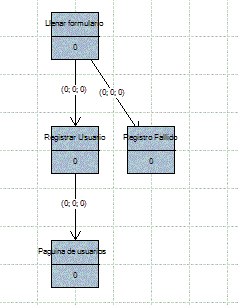 Llenar formulario
0
(0; 0; 0)
(0; 0; 0)
Registrar Usuario
Registro Fallido
0
0
(0; 0; 0)
Paguina de usuarios
0